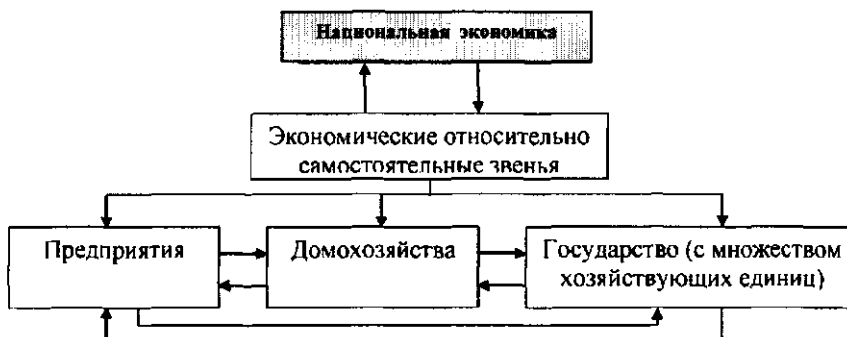 Национальная экономика
Экономические относительно
самостоятельные звенья
Предприятия
Домохозяйства
Государство (с множеством
хозяйствующих единиц)